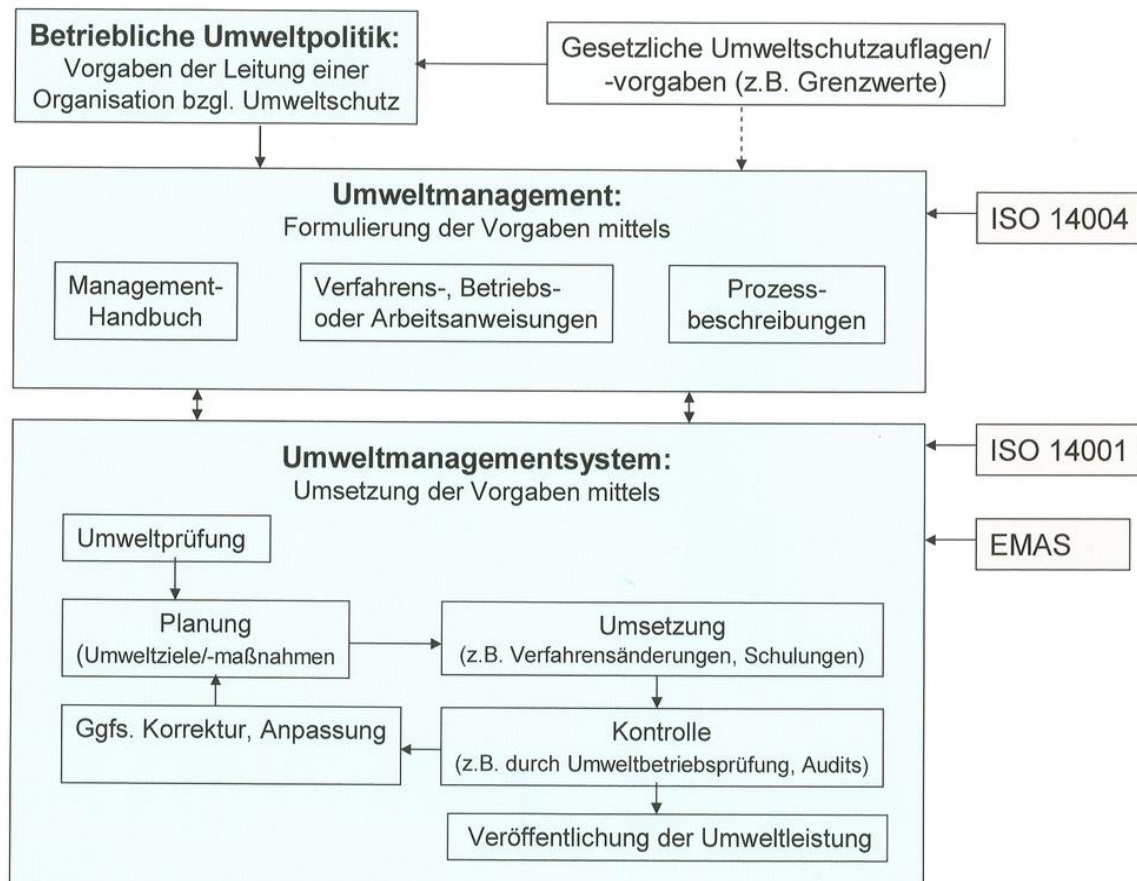 Betriebliche Umweltpolitik:
Vorgaben der Leitung einer
Organisation bzgl. Umweltschutz
Gesetzliche Umweltschutzauflagen/
-vorgaben (z.B. Grenzwerte)
Umweltmanagement:
Formulierung der Vorgaben mittels
ISO 14004
Management-
Handbuch
Verfahrens-, Betriebs-
oder Arbeitsanweisungen
Prozess-
beschreibungen
Umweltmanagementsystem:
Umsetzung der Vorgaben mittels
ISO 14001
EMAS
Umweltprüfung
Planung
(Umweltziele/-maßnahmen
Umsetzung
(z.B. Verfahrensänderungen, Schulungen)
Ggfs. Korrektur, Anpassung
Kontrolle
(z.B. durch Umweltbetriebsprüfung, Audits)
Veröffentlichung der Umweltleistung